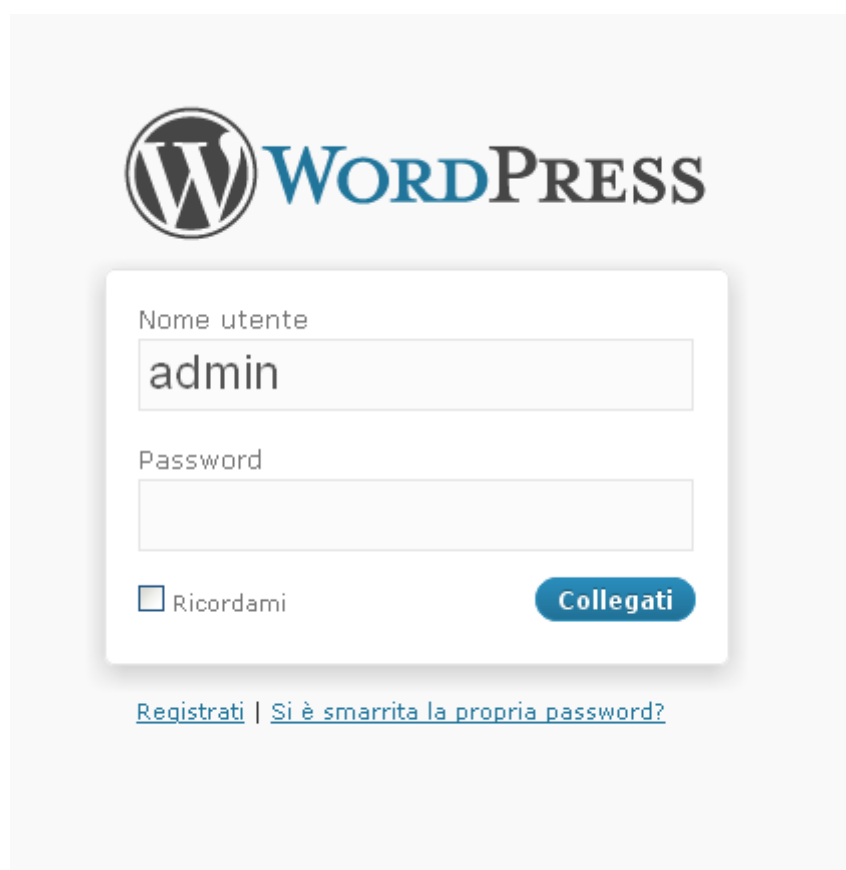 WORDPRESS
Nome utente
admin
Password
Ricordami
Collegati
Registrati | Si è smarrita la propria password?